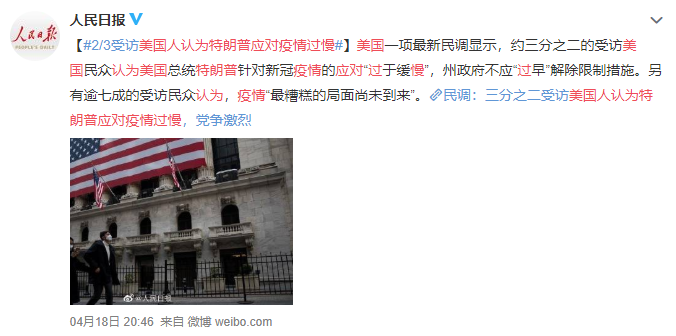 人民日报
PEOPLE'S DAILY
人民日报
【#2/3受访美国人认为特朗普应对疫情过慢#】美国一项最新民调显示，约三分之二的受访美
国民众认为美国总统特朗普针对新冠疫情的应对“过于缓慢”，州政府不应“过早”解除限制措施。另
有逾七成的受访民众认为，疫情“最糟糕的局面尚未到来”。民调：三分之二受访美国人认为特
朗普应对疫情过慢，党争激烈
@人民日报
04月18日 20:46 来自 微博 weibo.com